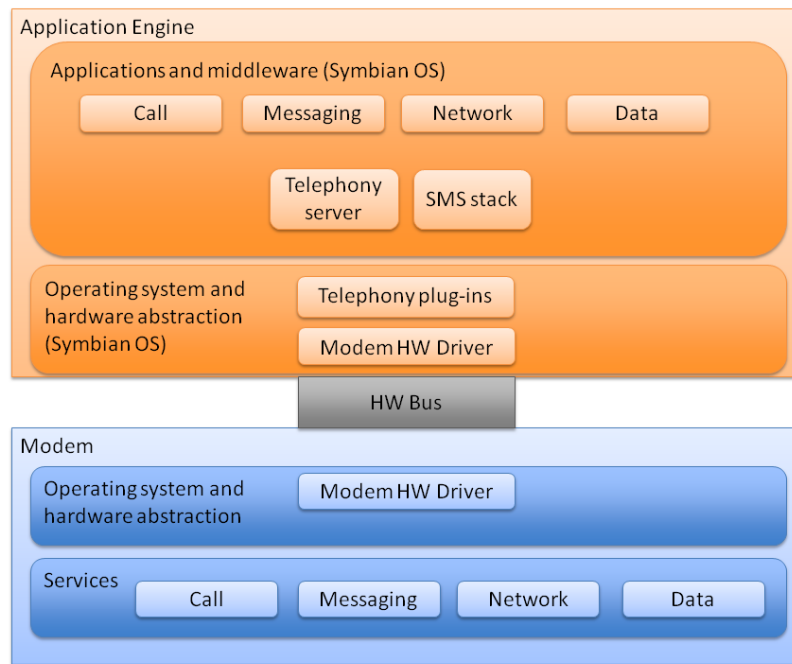 Application Engine
Applications and middleware (Symbian OS)
Call Messaging Network Data
Telephony
server
SMS stack
Operating system and
hardware abstraction
(Symbian OS)
Telephony plug-ins
Modem HW Driver
HW Bus
Modem
Operating system and
hardware abstraction
Modem HW Driver
Services
Call Messaging Network Data